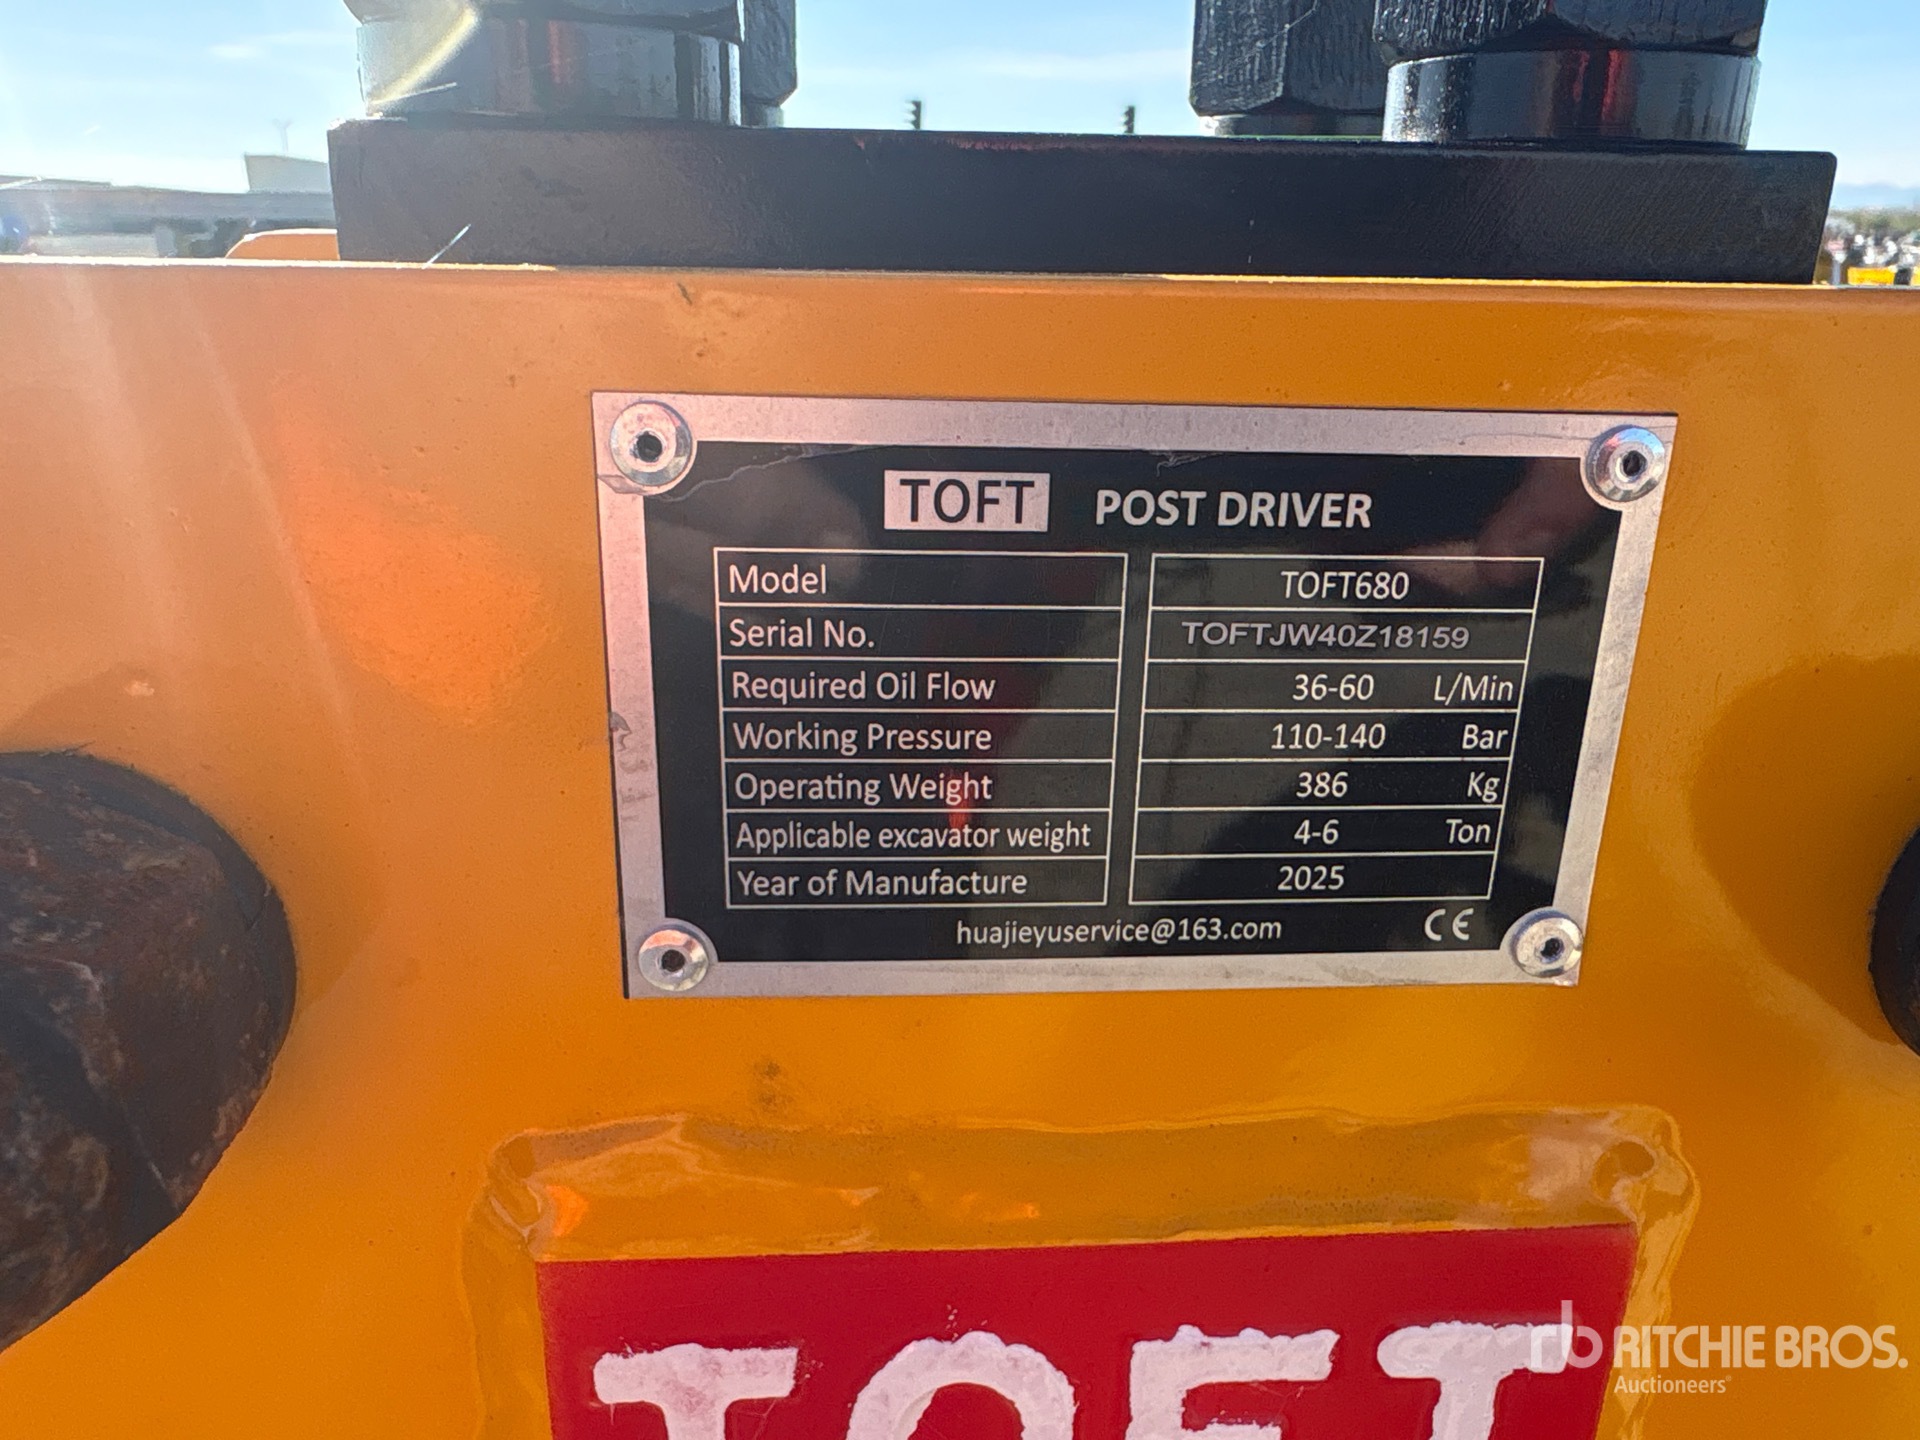 TOFT POST DRIVER
Model TOFT680
Serial No. TOFTJW40Z18159
Required Oil Flow 36-60 L/Min
Working Pressure 110-140 Bar
Operating Weight 386 Kg
Applicable excavator weight 4-6 Ton
Year of Manufacture 2025
huajieyuservice@163.com CE
TOFT
rb RITCHIE BROS.
Auctioneers